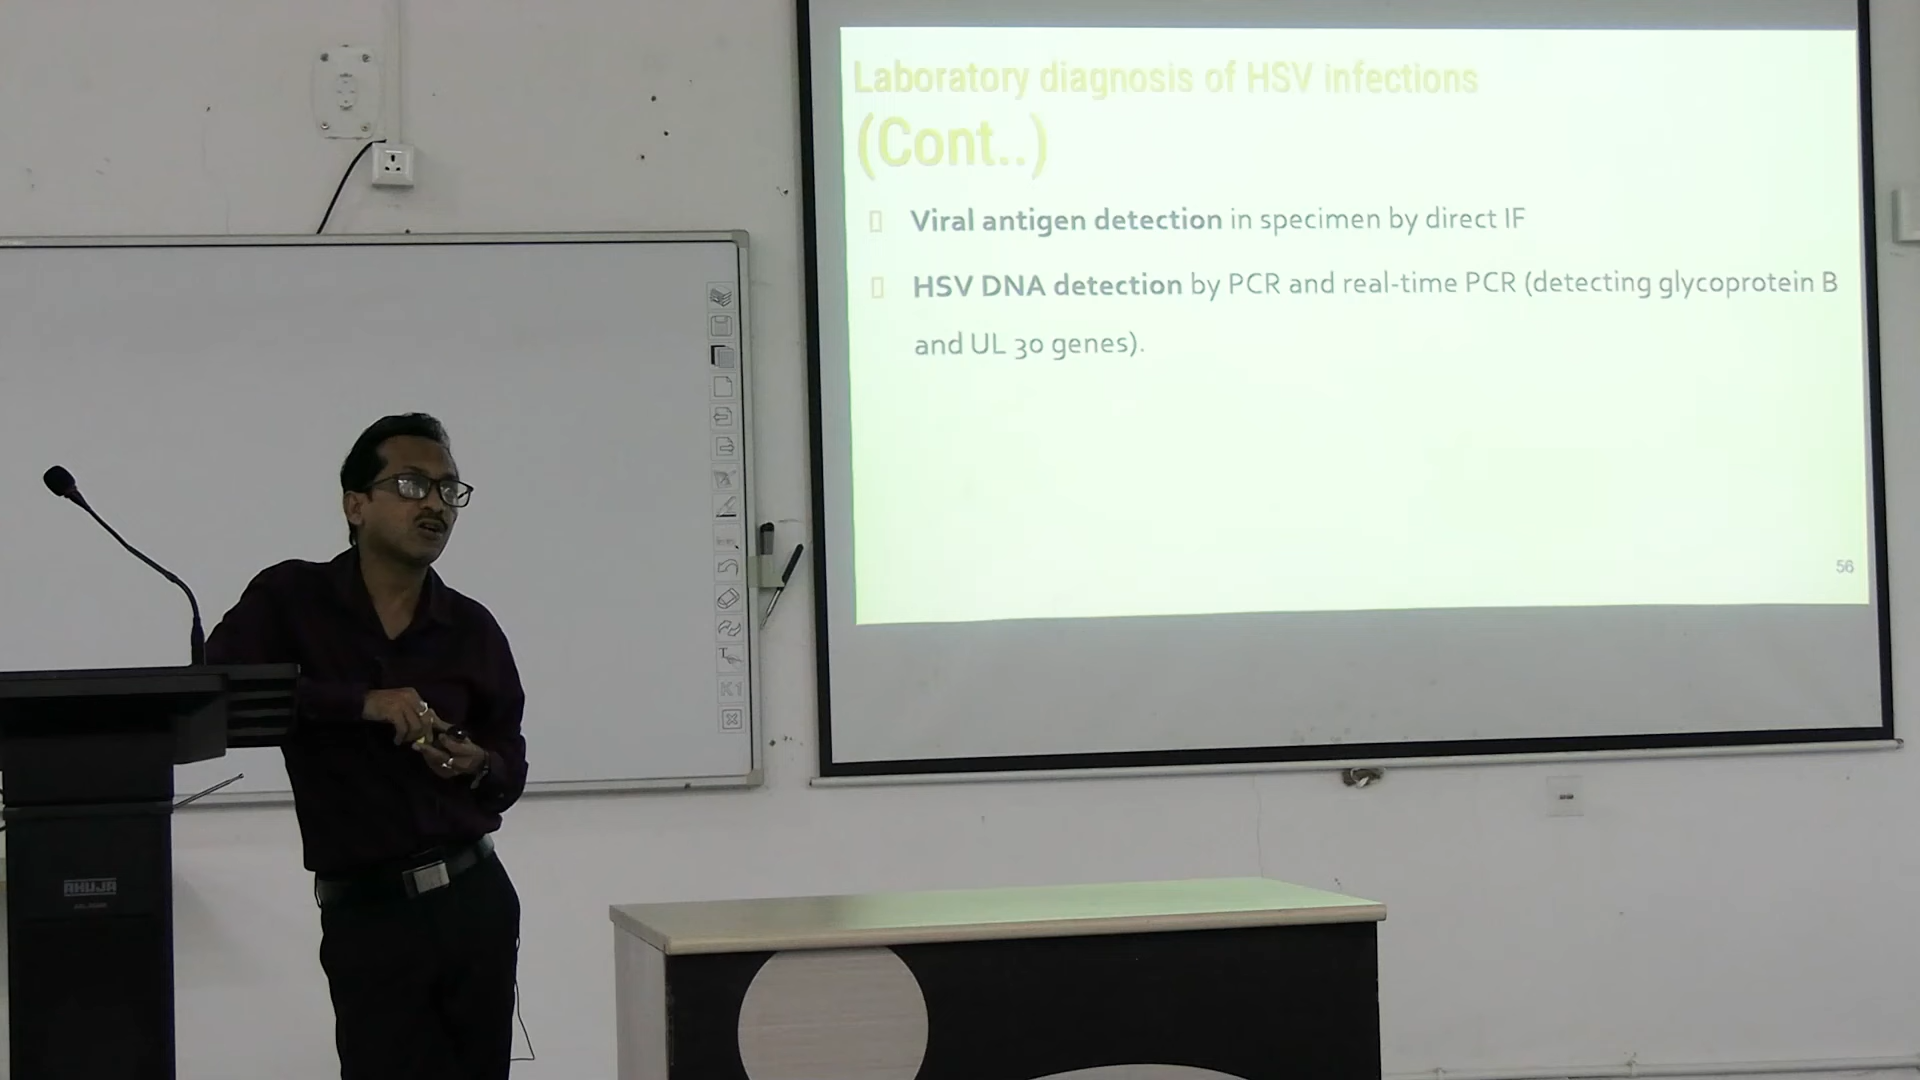 Laboratory diagnosis of HSV infections
(Cont..)
Viral antigen detection in specimen by direct IF
HSV DNA detection by PCR and real-time PCR (detecting glycoprotein B
and UL 30 genes).
56
K1
AHUJA